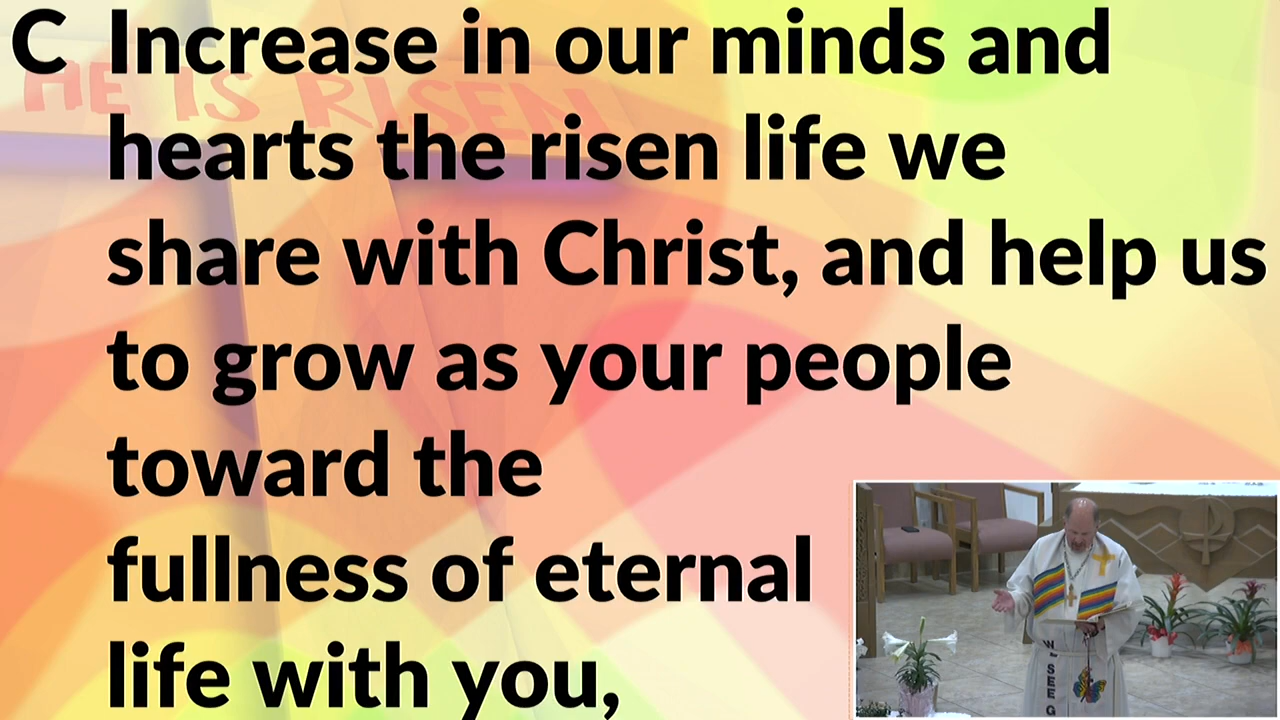 C Increase in our minds and
HE IS RISEN
hearts the risen life we
share with Christ, and help us
to grow as your people
toward the
fullness of eternal
life with you,